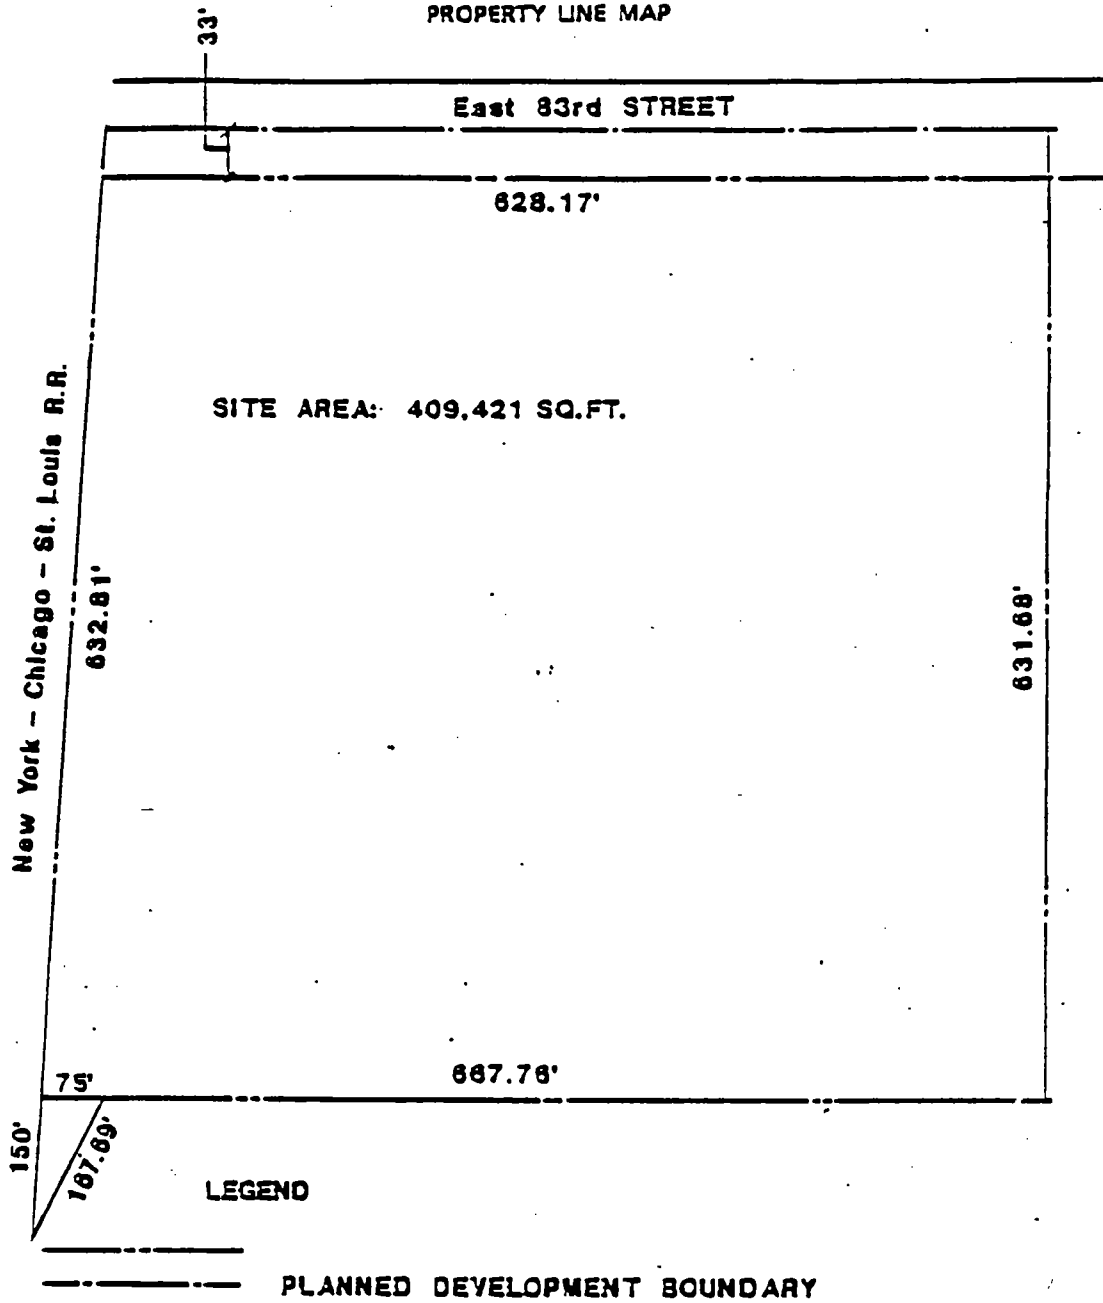 PROPERTY LINE MAP
33'
East 83rd STREET
628.17'
SITE AREA: 409,421 SQ.FT.
New York - Chicago - St. Louis R.R.
632.81'
631.68'
75'
667.76'
150'
167.69'
LEGEND
PLANNED DEVELOPMENT BOUNDARY